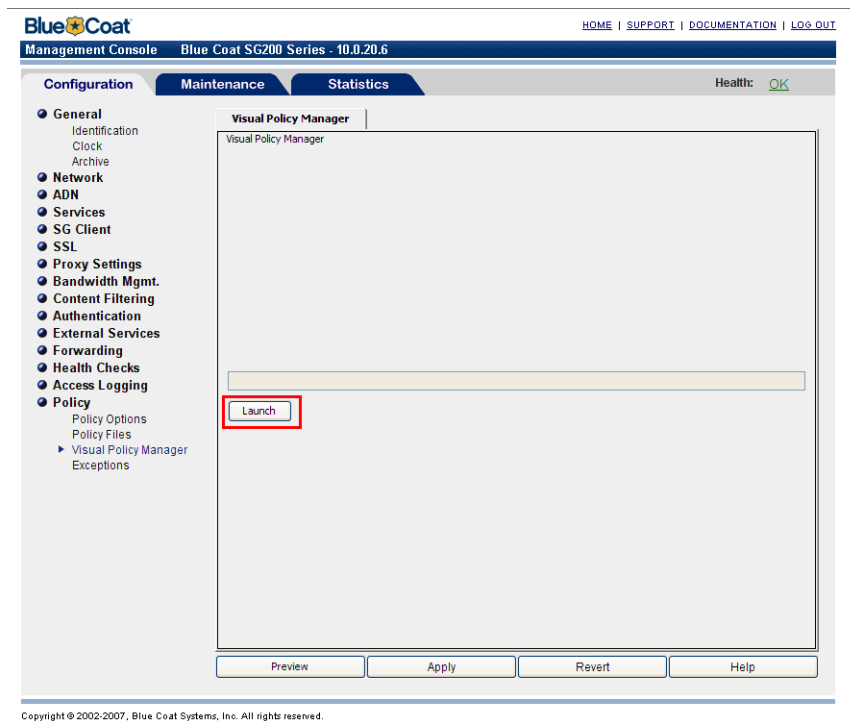 Blue Coat
HOME | SUPPORT | DOCUMENTATION | LOG OUT
Management Console Blue Coat SG200 Series - 10.0.20.6
Configuration Maintenance Statistics Health: OK
General
Identification
Clock
Archive
Network
ADN
Services
SG Client
SSL
Proxy Settings
Bandwidth Mgmt.
Content Filtering
Authentication
External Services
Forwarding
Health Checks
Access Logging
Policy
Policy Options
Policy Files
Visual Policy Manager
Exceptions
Visual Policy Manager
Visual Policy Manager
Launch
Preview Apply Revert Help
Copyright © 2002-2007, Blue Coat Systems, Inc. All rights reserved.